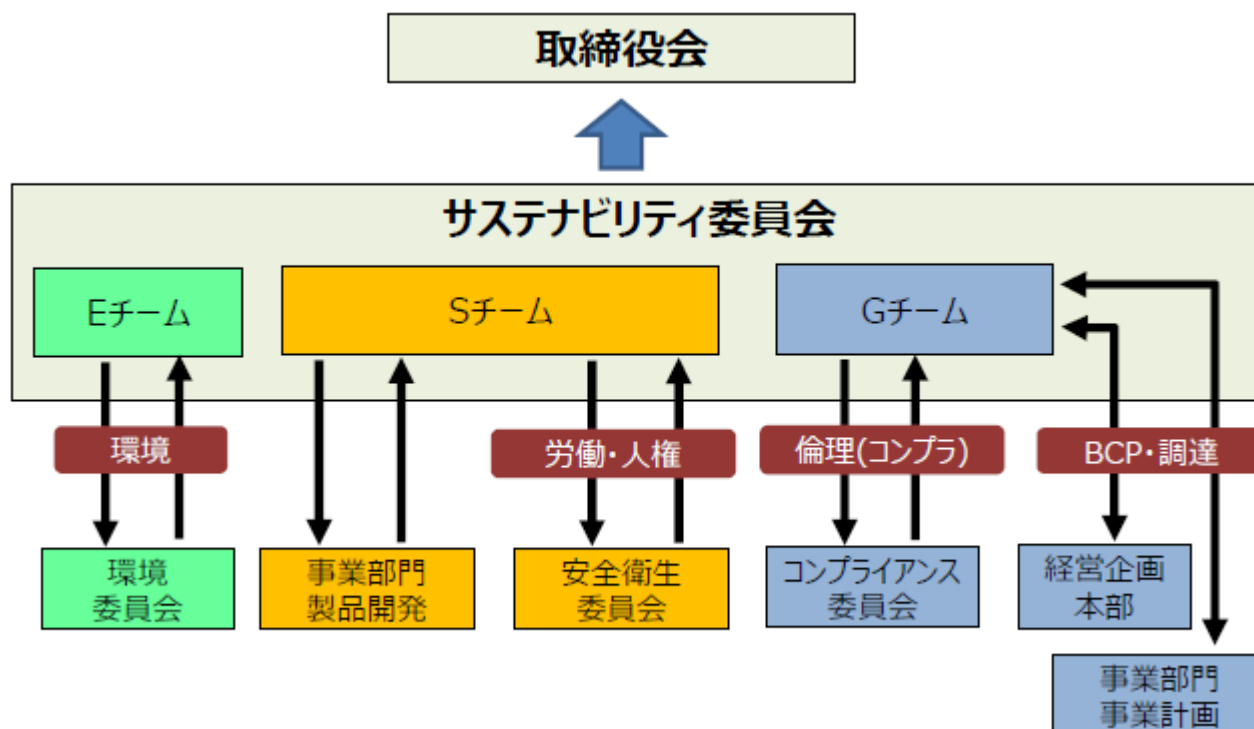 取締役会
サステナビリティ委員会
Eチーム
Sチーム
Gチーム
環境
労働・人権
倫理(コンプラ)
BCP・調達
環境
委員会
事業部門
製品開発
安全衛生
委員会
コンプライアンス
委員会
経営企画
本部
事業部門
事業計画